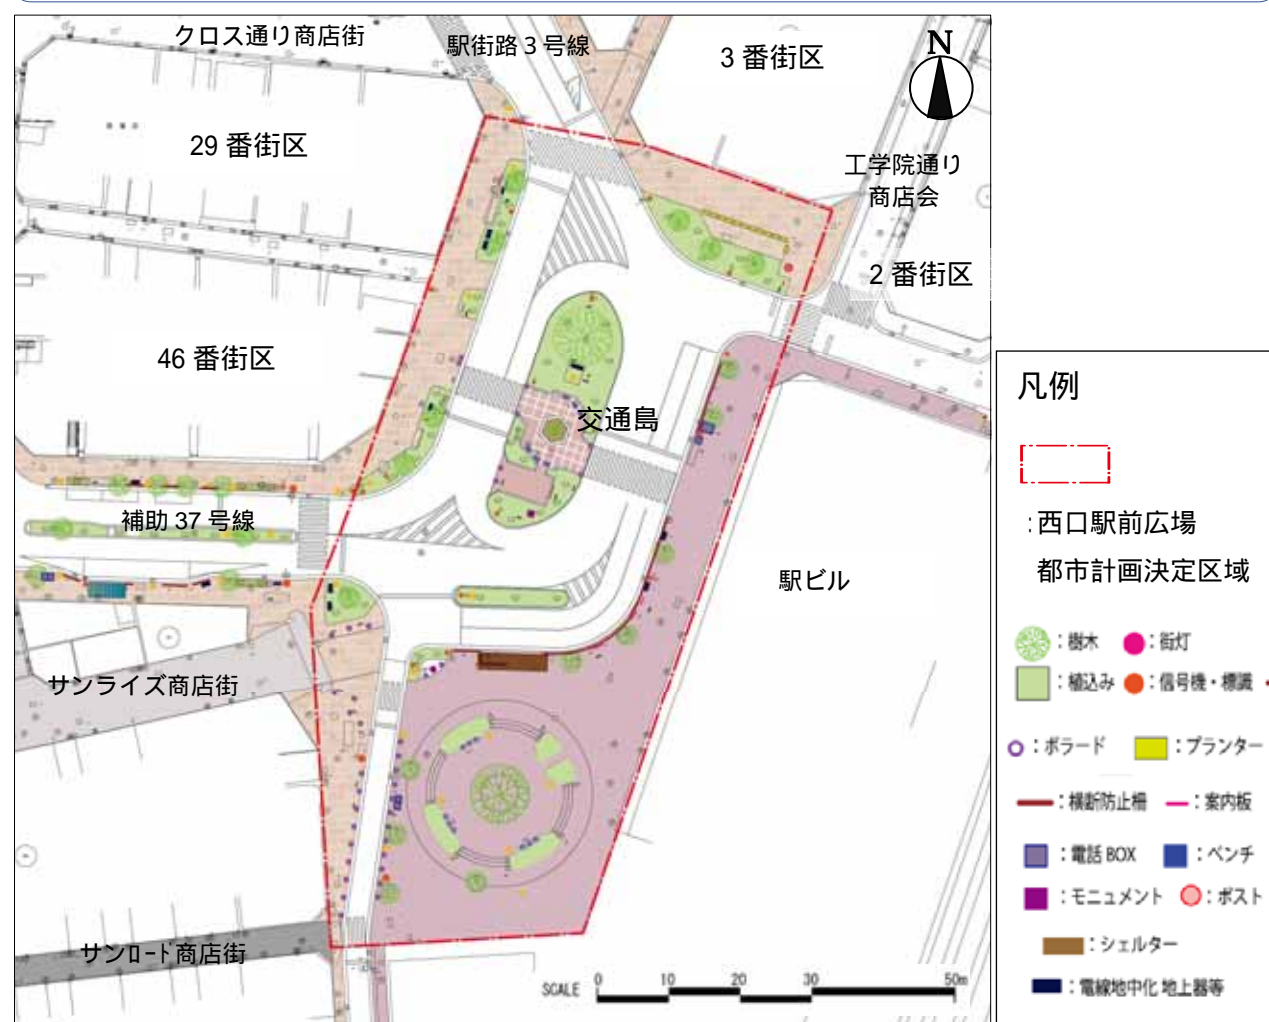 クロス通り商店街
駅街路3号線
3番街区
N
29番街区
工学院通り
商店会
2番街区
46番街区
交通島
補助37号線
駅ビル
サンライズ商店街
サンロード商店街
SCALE 0 10 20 30 50m
凡例
:西口駅前広場
都市計画決定区域
:樹木 :街灯
:植込み :信号機・標識
:ボラード :プランター
:横断防止柵 :案内板
:電話BOX :ベンチ
:モニュメント :ポスト
:シェルター
:電線地中化 地上器等